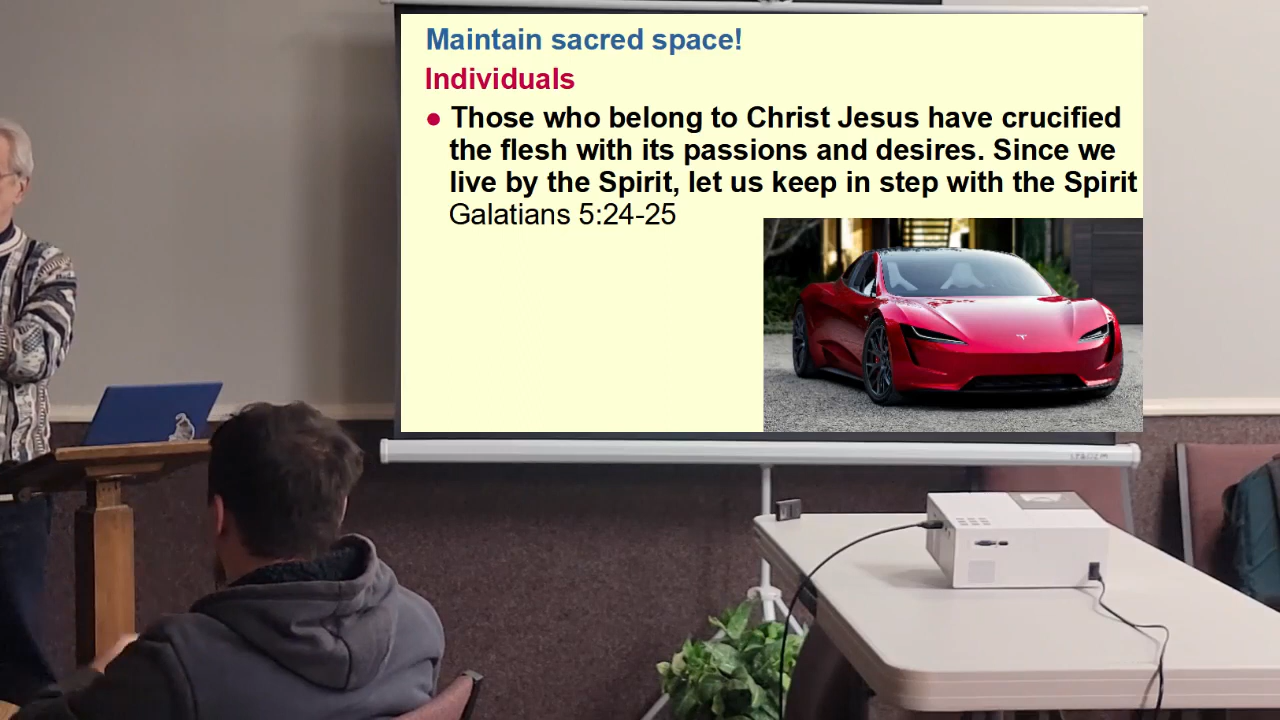 Maintain sacred space!
Individuals
● Those who belong to Christ Jesus have crucified
the flesh with its passions and desires. Since we
live by the Spirit, let us keep in step with the Spirit
Galatians 5:24-25